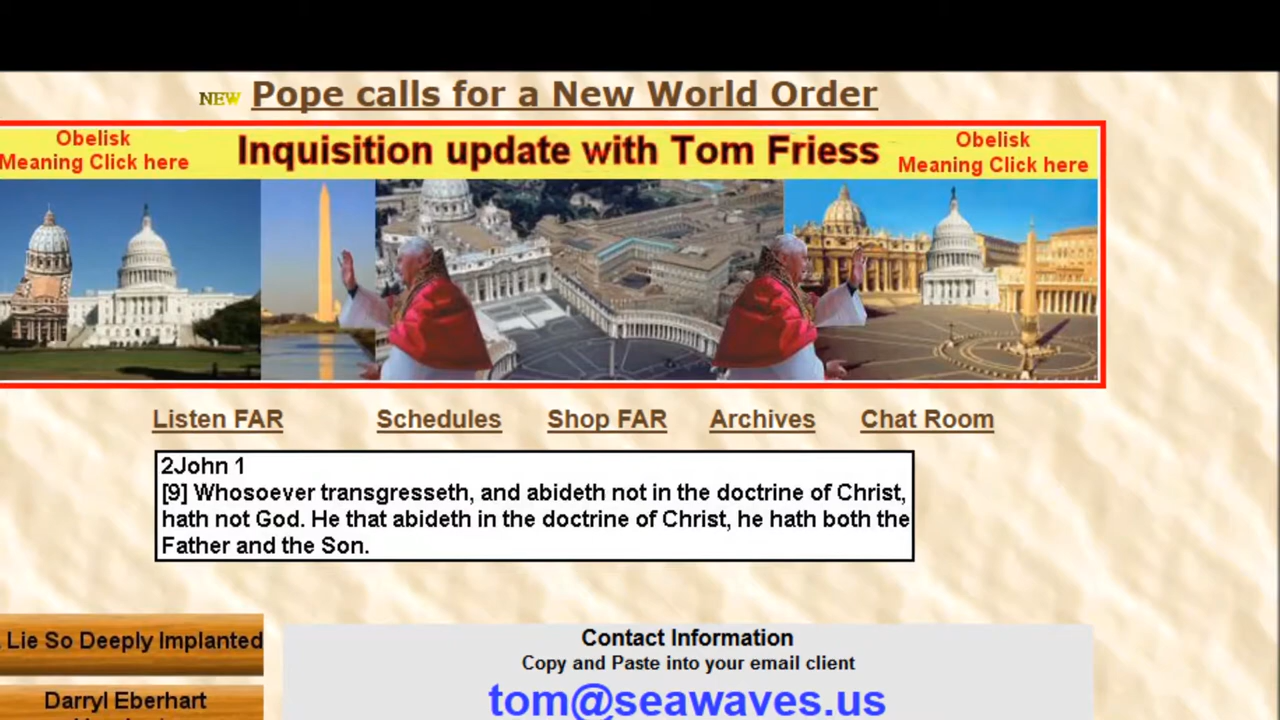 NEW Pope calls for a New World Order
Obelisk
Meaning Click here
Inquisition update with Tom Friess
Obelisk
Meaning Click here
Listen FAR Schedules Shop FAR Archives Chat Room
2John 1
[9] Whosoever transgresseth, and abideth not in the doctrine of Christ,
hath not God. He that abideth in the doctrine of Christ, he hath both the
Father and the Son.
Lie So Deeply Implanted
Darryl Eberhart
Contact Information
Copy and Paste into your email client
tom@seawaves.us